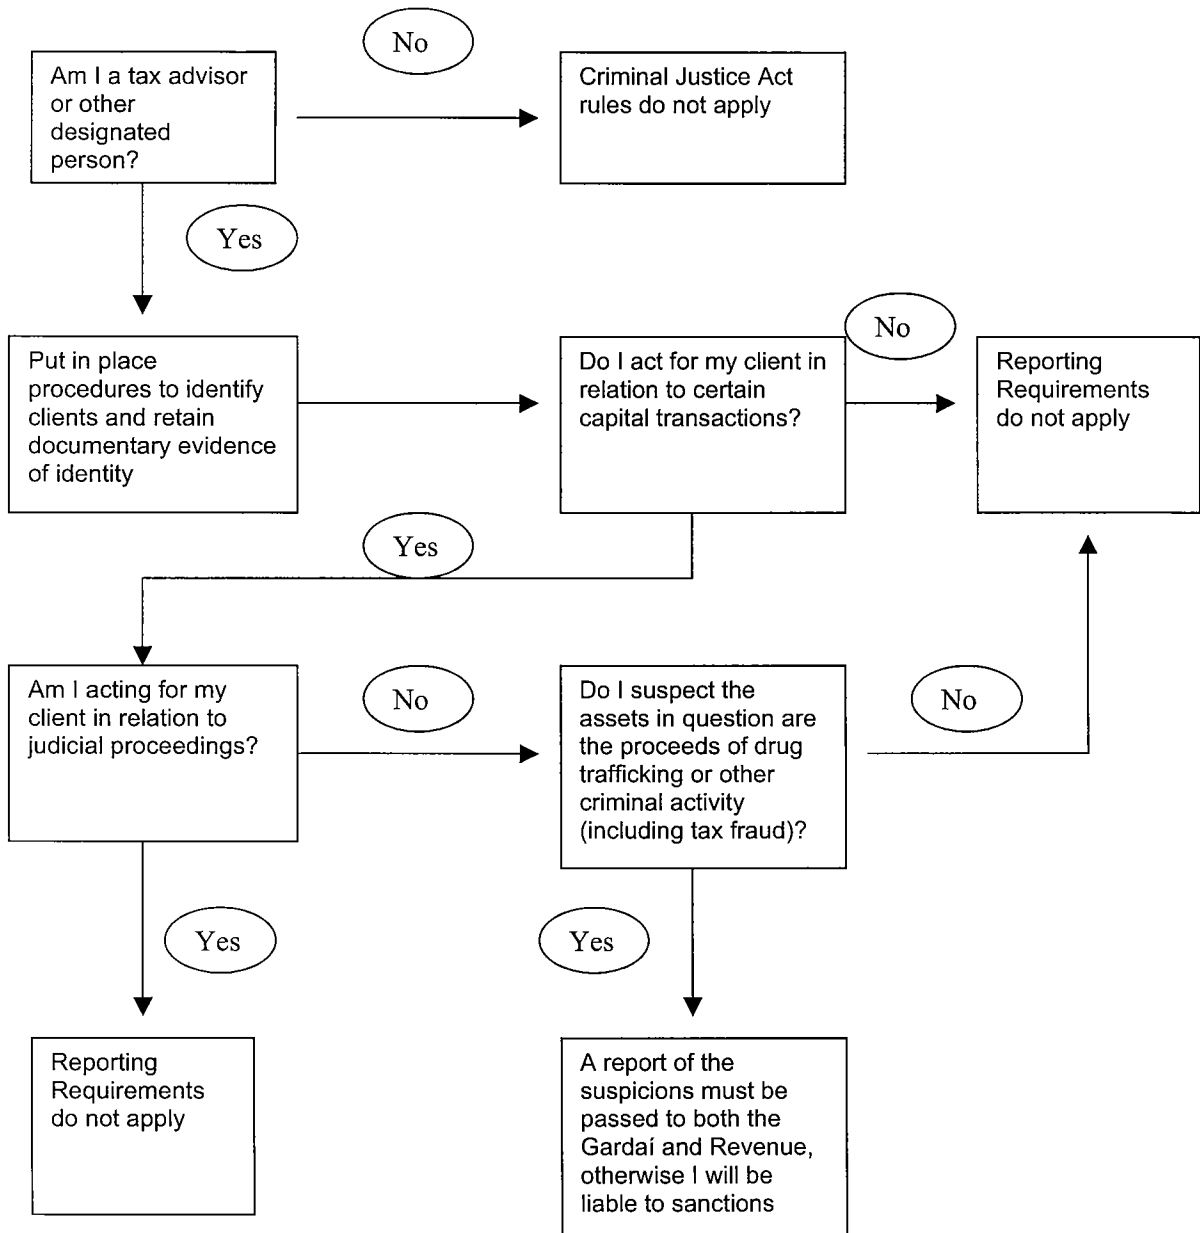 No
Am I a tax advisor
or other
designated
person?
Criminal Justice Act
rules do not apply
Yes
No
Put in place
procedures to identify
clients and retain
documentary evidence
of identity
Do I act for my client in
relation to certain
capital transactions?
Reporting
Requirements
do not apply
Yes
Am I acting for my
client in relation to
judicial proceedings?
No
Do I suspect the
assets in question are
the proceeds of drug
trafficking or other
criminal activity
(including tax fraud)?
No
Yes
Yes
Reporting
Requirements
do not apply
A report of the
suspicions must be
passed to both the
Gardaí and Revenue,
otherwise I will be
liable to sanctions